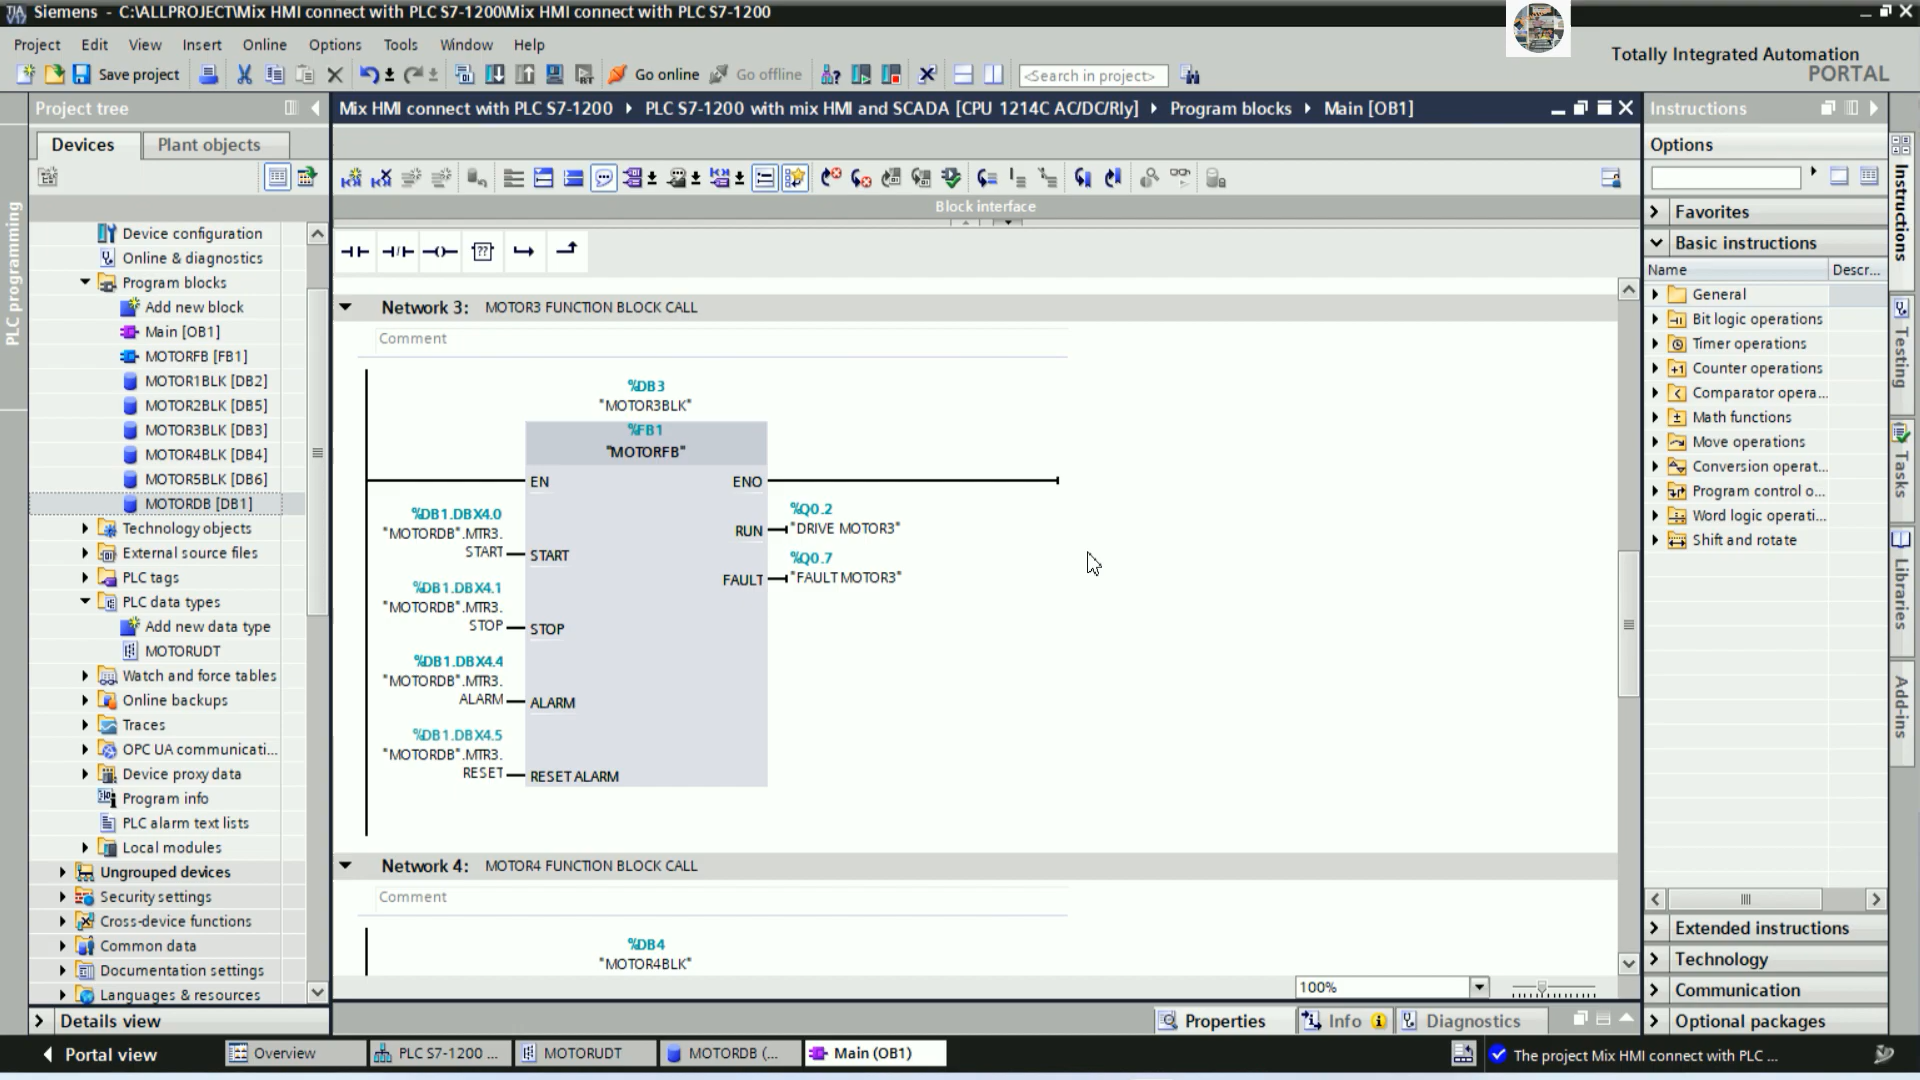 Siemens - C:\ALLPROJECT\Mix HMI connect with PLC S7-1200\Mix HMI connect with PLC S7-1200
Project Edit View Insert Online Options Tools Window Help
Totally Integrated Automation
PORTAL
Save project
Go online
Go offline
<Search in project>
Project tree
Mix HMI connect with PLC S7-1200 PLC S7-1200 with mix HMI and SCADA [CPU 1214C AC/DC/Rly] Program blocks Main [OB1]
Instructions
Devices
Plant objects
Options
PLC programming
Device configuration
Online & diagnostics
Program blocks
Add new block
Main [OB1]
MOTORFB [FB1]
MOTOR1BLK [DB2]
MOTOR2BLK [DB5]
MOTOR3BLK [DB3]
MOTOR4BLK [DB4]
MOTOR5BLK [DB6]
MOTORDB [DB1]
Technology objects
External source files
PLC tags
PLC data types
Add new data type
MOTORUDT
Watch and force tables
Online backups
Traces
OPC UA communicati...
Device proxy data
Program info
PLC alarm text lists
Local modules
Ungrouped devices
Security settings
Cross-device functions
Common data
Documentation settings
Languages & resources
Details view
Block interface
??
Network 3: MOTOR3 FUNCTION BLOCK CALL
Comment
%DB3
"MOTOR3BLK"
%FB1
"MOTORFB"
EN
ENO
%DB1.DBX4.0
"MOTORDB".MTR3.
START
START
%DB1.DBX4.1
"MOTORDB".MTR3.
STOP
STOP
%DB1.DBX4.4
"MOTORDB".MTR3.
ALARM
ALARM
%DB1.DBX4.5
"MOTORDB".MTR3.
RESET
RESET ALARM
%Q0.2
RUN
"DRIVE MOTOR3"
%Q0.7
FAULT
"FAULT MOTOR3"
Network 4: MOTOR4 FUNCTION BLOCK CALL
Comment
%DB4
"MOTOR4BLK"
100%
Properties
Info
Diagnostics
Favorites
Basic instructions
Name Descr...
General
Bit logic operations
Timer operations
Counter operations
Comparator opera...
Math functions
Move operations
Conversion operat...
Program control o...
Word logic operati...
Shift and rotate
Extended instructions
Technology
Communication
Optional packages
Instructions
Testing
Tasks
Libraries
Add-ins
Portal view
Overview
PLC S7-1200 ...
MOTORUDT
MOTORDB (...
Main (OB1)
The project Mix HMI connect with PLC ...